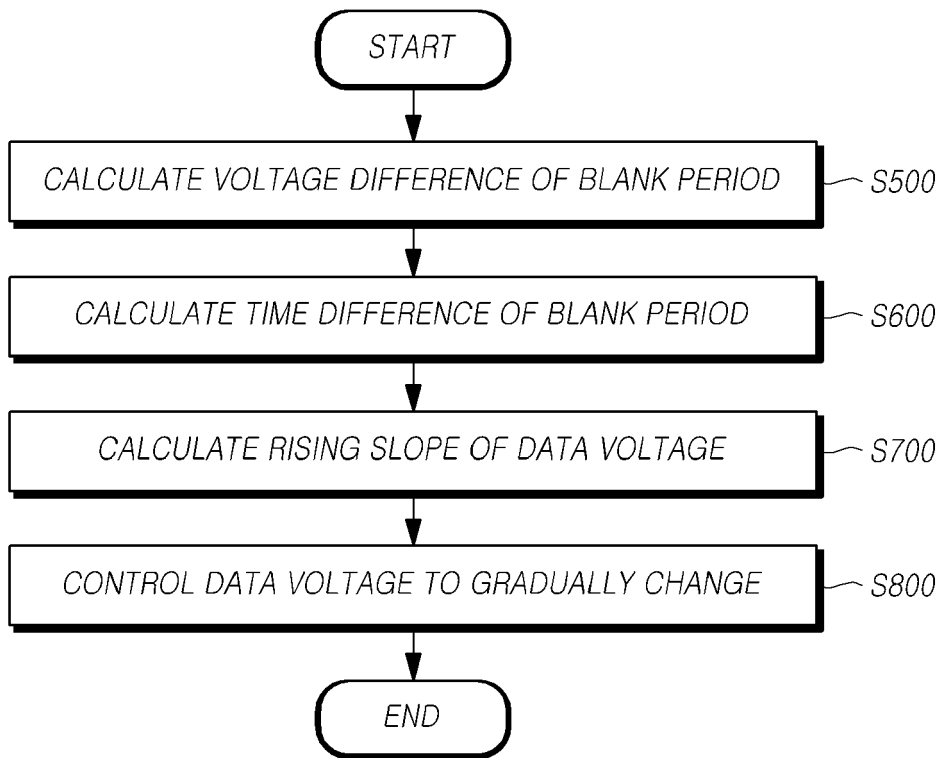 START
CALCULATE VOLTAGE DIFFERENCE OF BLANK PERIOD
S500
CALCULATE TIME DIFFERENCE OF BLANK PERIOD
S600
CALCULATE RISING SLOPE OF DATA VOLTAGE
S700
CONTROL DATA VOLTAGE TO GRADUALLY CHANGE
S800
END